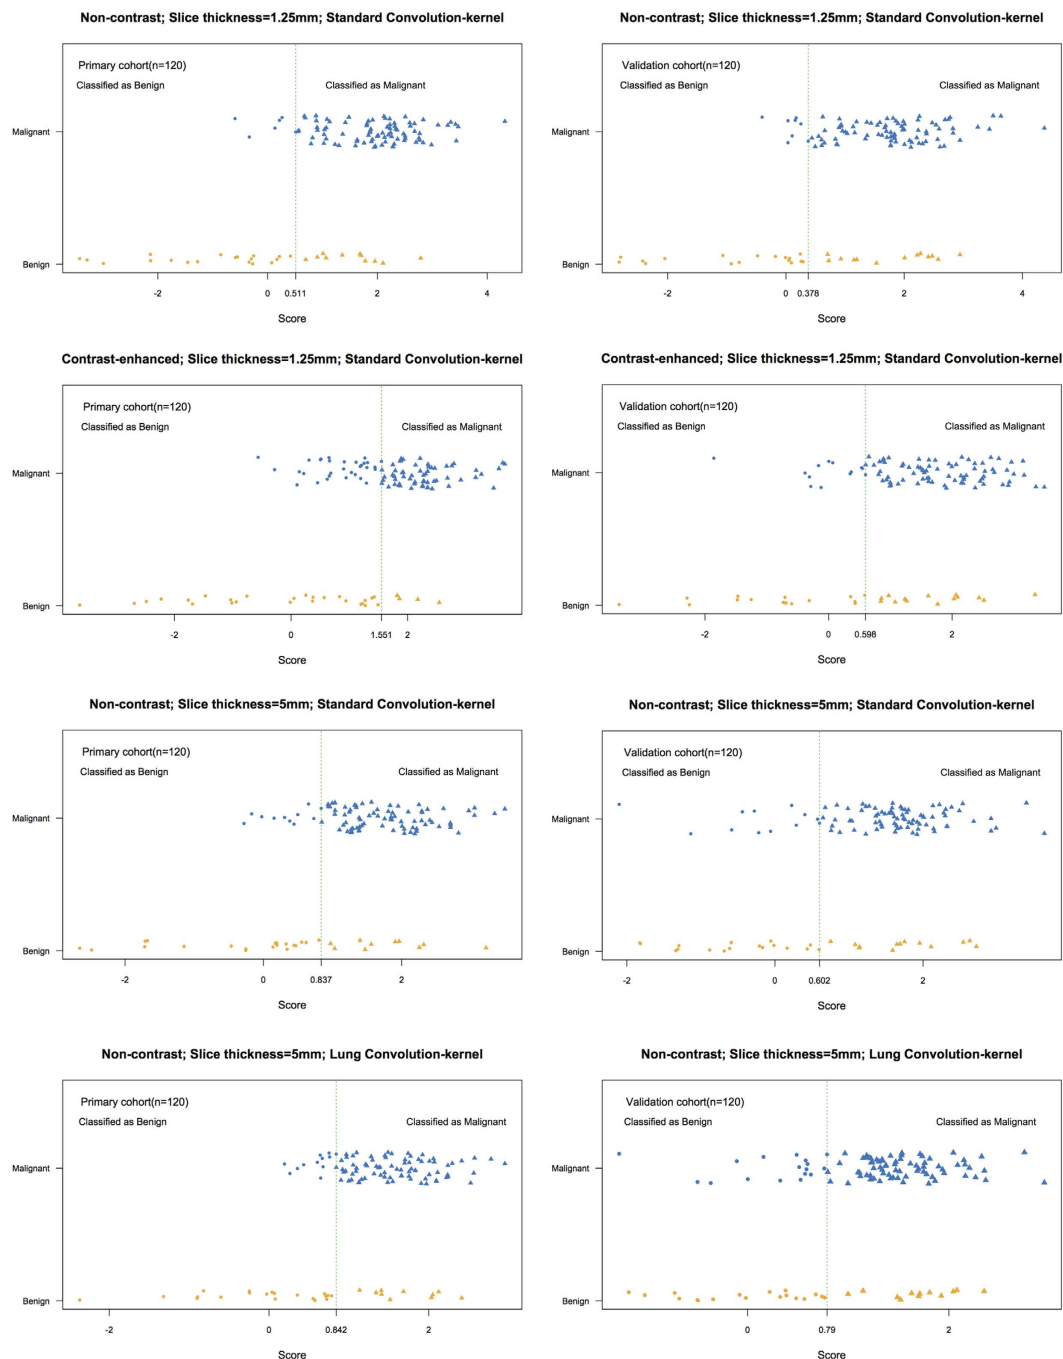 Non-contrast; Slice thickness=1.25mm; Standard Convolution-kernel
Primary cohort(n=120)
Classified as Benign
Classified as Malignant
Malignant
Benign
-2
0
0.511
2
4
Score
Non-contrast; Slice thickness=1.25mm; Standard Convolution-kernel
Validation cohort(n=120)
Classified as Benign
Classified as Malignant
Malignant
Benign
-2
0
0.378
2
4
Score
Contrast-enhanced; Slice thickness=1.25mm; Standard Convolution-kernel
Primary cohort(n=120)
Classified as Benign
Classified as Malignant
Malignant
Benign
-2
0
1.551
2
Score
Contrast-enhanced; Slice thickness=1.25mm; Standard Convolution-kernel
Validation cohort(n=120)
Classified as Benign
Classified as Malignant
Malignant
Benign
-2
0
0.598
2
Score
Non-contrast; Slice thickness=5mm; Standard Convolution-kernel
Primary cohort(n=120)
Classified as Benign
Classified as Malignant
Malignant
Benign
-2
0
0.837
2
Score
Non-contrast; Slice thickness=5mm; Standard Convolution-kernel
Validation cohort(n=120)
Classified as Benign
Classified as Malignant
Malignant
Benign
-2
0
0.602
2
Score
Non-contrast; Slice thickness=5mm; Lung Convolution-kernel
Primary cohort(n=120)
Classified as Benign
Classified as Malignant
Malignant
Benign
-2
0
0.842
2
Score
Non-contrast; Slice thickness=5mm; Lung Convolution-kernel
Validation cohort(n=120)
Classified as Benign
Classified as Malignant
Malignant
Benign
0
0.79
2
Score